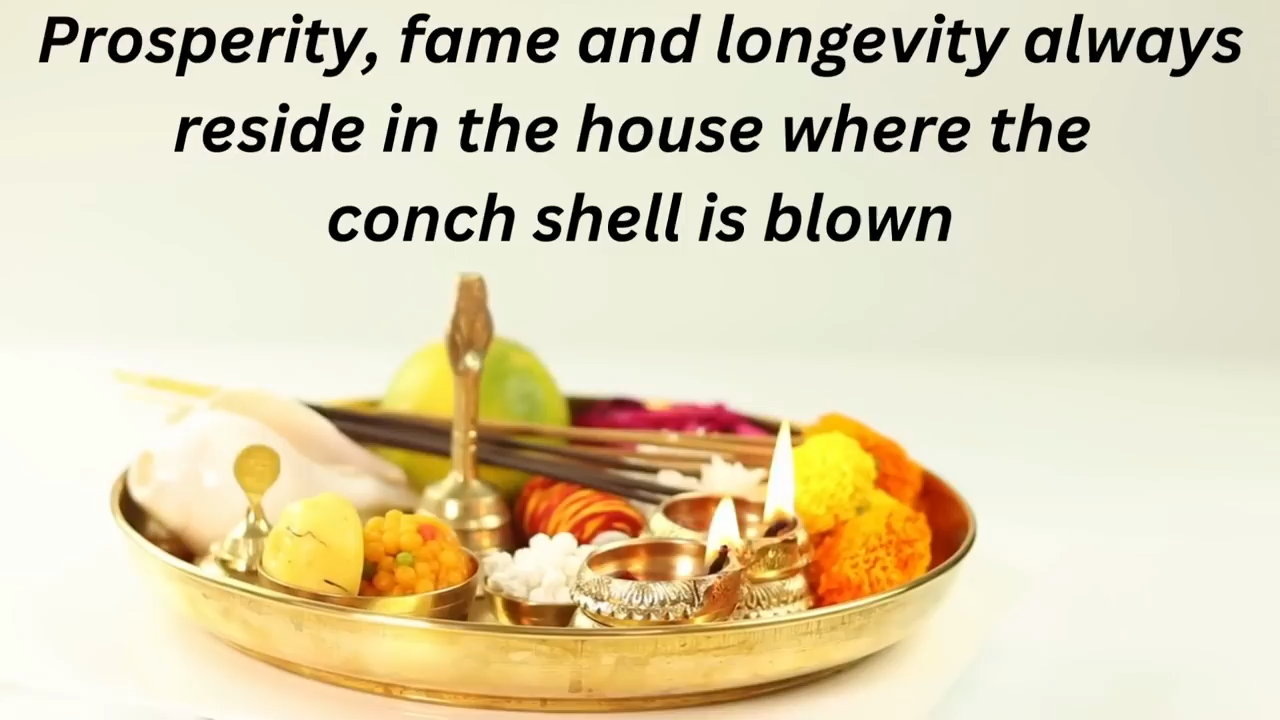 Prosperity, fame and longevity always
reside in the house where the
conch shell is blown